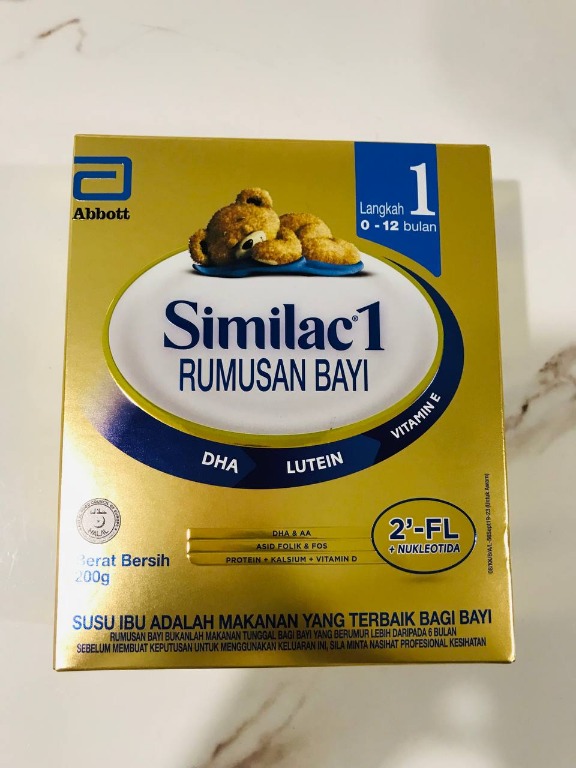 Abbott
Langkah 1
0 - 12 bulan
Similac® 1
RUMUSAN BAYI
DHA LUTEIN VITAMIN E
HALAL
Berat Bersih
200g
DHA & AA
ASID FOLIK & FOS
PROTEIN + KALSIUM + VITAMIN D
2’-FL
+ NUKLEOTIDA
SUSU IBU ADALAH MAKANAN YANG TERBAIK BAGI BAYI
RUMUSAN BAYI BUKANLAH MAKANAN TUNGGAL BAGI BAYI YANG BERUMUR LEBIH DARIPADA 6 BULAN
SEBELUM MEMBUAT KEPUTUSAN UNTUK MENGGUNAKAN KELUARAN INI, SILA MINTA NASIHAT PROFESIONAL KESIHATAN